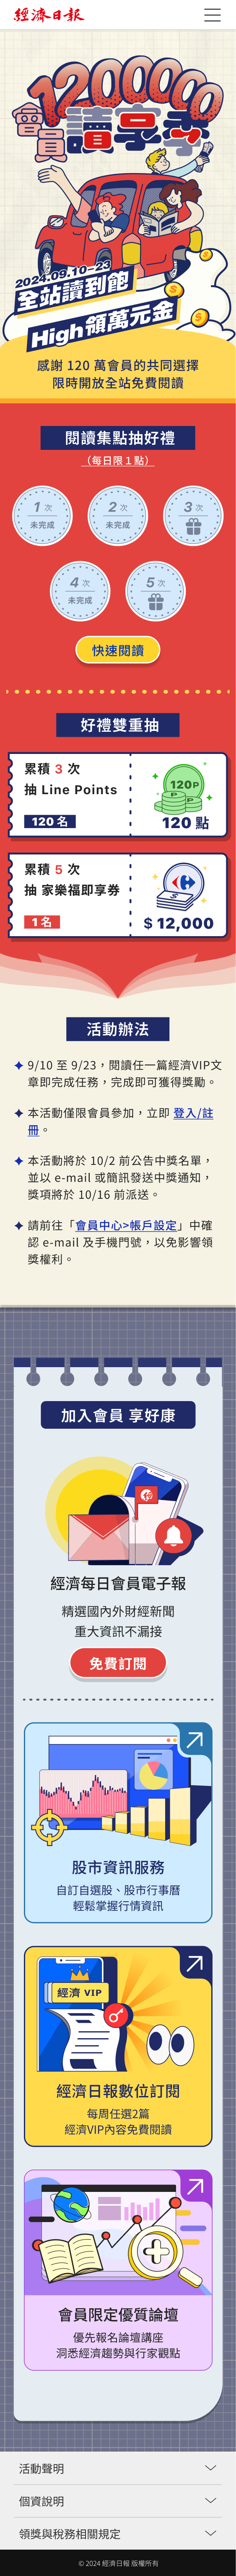 經濟日報
1200000
會員
讀享季
2024.09.10-23
全站讀到飽
High領萬元金
$
$
$
感謝 120 萬會員的共同選擇
限時開放全站免費閱讀
閱讀集點抽好禮
（每日限 1 點）
1 次
未完成
2 次
未完成
3 次
4 次
未完成
5 次
快速閱讀
好禮雙重抽
累積 3 次
抽 Line Points
120 名
120P
P
P
120 點
累積 5 次
抽 家樂福即享券
1 名
$ 12,000
活動辦法
9/10 至 9/23，閱讀任一篇經濟VIP文
章即完成任務，完成即可獲得獎勵。
本活動僅限會員參加，立即 登入/註
冊。
本活動將於 10/2 前公告中獎名單，
並以 e-mail 或簡訊發送中獎通知，
獎項將於 10/16 前派送。
請前往「會員中心>帳戶設定」中確
認 e-mail 及手機門號，以免影響領
獎權利。
加入會員 享好康
經濟每日會員電子報
精選國內外財經新聞
重大資訊不漏接
免費訂閱
股市資訊服務
自訂自選股、股市行事曆
輕鬆掌握行情資訊
經濟 VIP
經濟日報數位訂閱
每周任選2篇
經濟VIP內容免費閱讀
會員限定優質論壇
優先報名論壇講座
洞悉經濟趨勢與行家觀點
活動聲明
個資說明
領獎與稅務相關規定
© 2024 經濟日報 版權所有